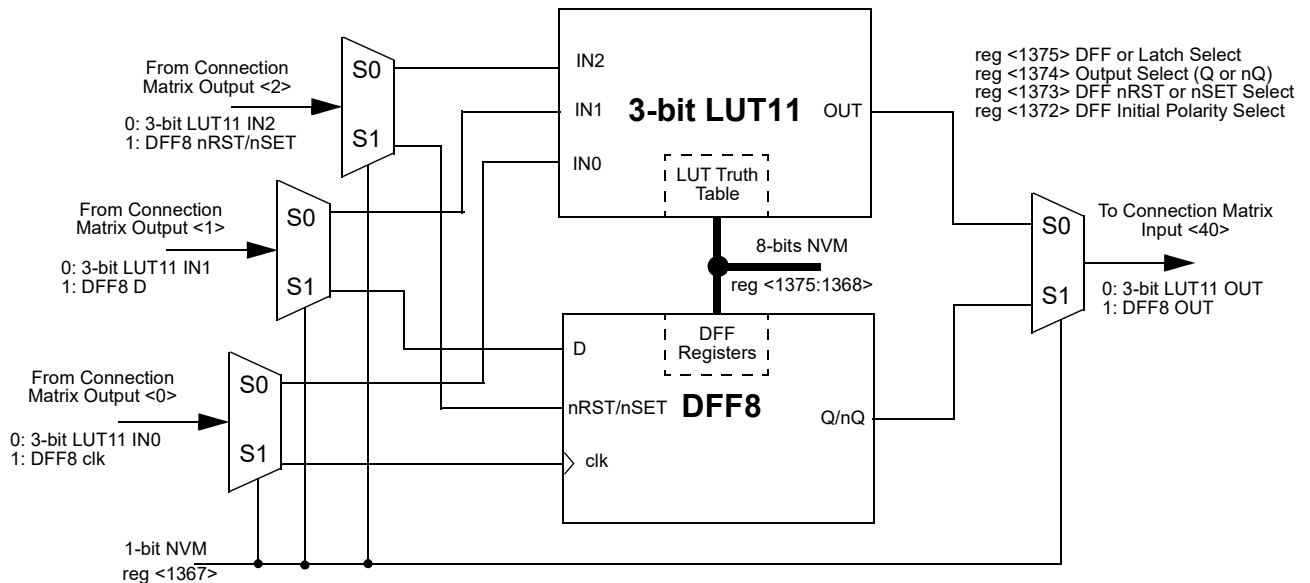 From Connection
Matrix Output <2>
0: 3-bit LUT11 IN2
1: DFF8 nRST/nSET
S0
S1
From Connection
Matrix Output <1>
0: 3-bit LUT11 IN1
1: DFF8 D
S0
S1
From Connection
Matrix Output <0>
0: 3-bit LUT11 IN0
1: DFF8 clk
S0
S1
1-bit NVM
reg <1367>
IN2
IN1
IN0
3-bit LUT11
OUT
LUT Truth
Table
8-bits NVM
reg <1375:1368>
DFF
Registers
D
nRST/nSET
clk
DFF8
Q/nQ
reg <1375> DFF or Latch Select
reg <1374> Output Select (Q or nQ)
reg <1373> DFF nRST or nSET Select
reg <1372> DFF Initial Polarity Select
S0
S1
To Connection Matrix
Input <40>
0: 3-bit LUT11 OUT
1: DFF8 OUT